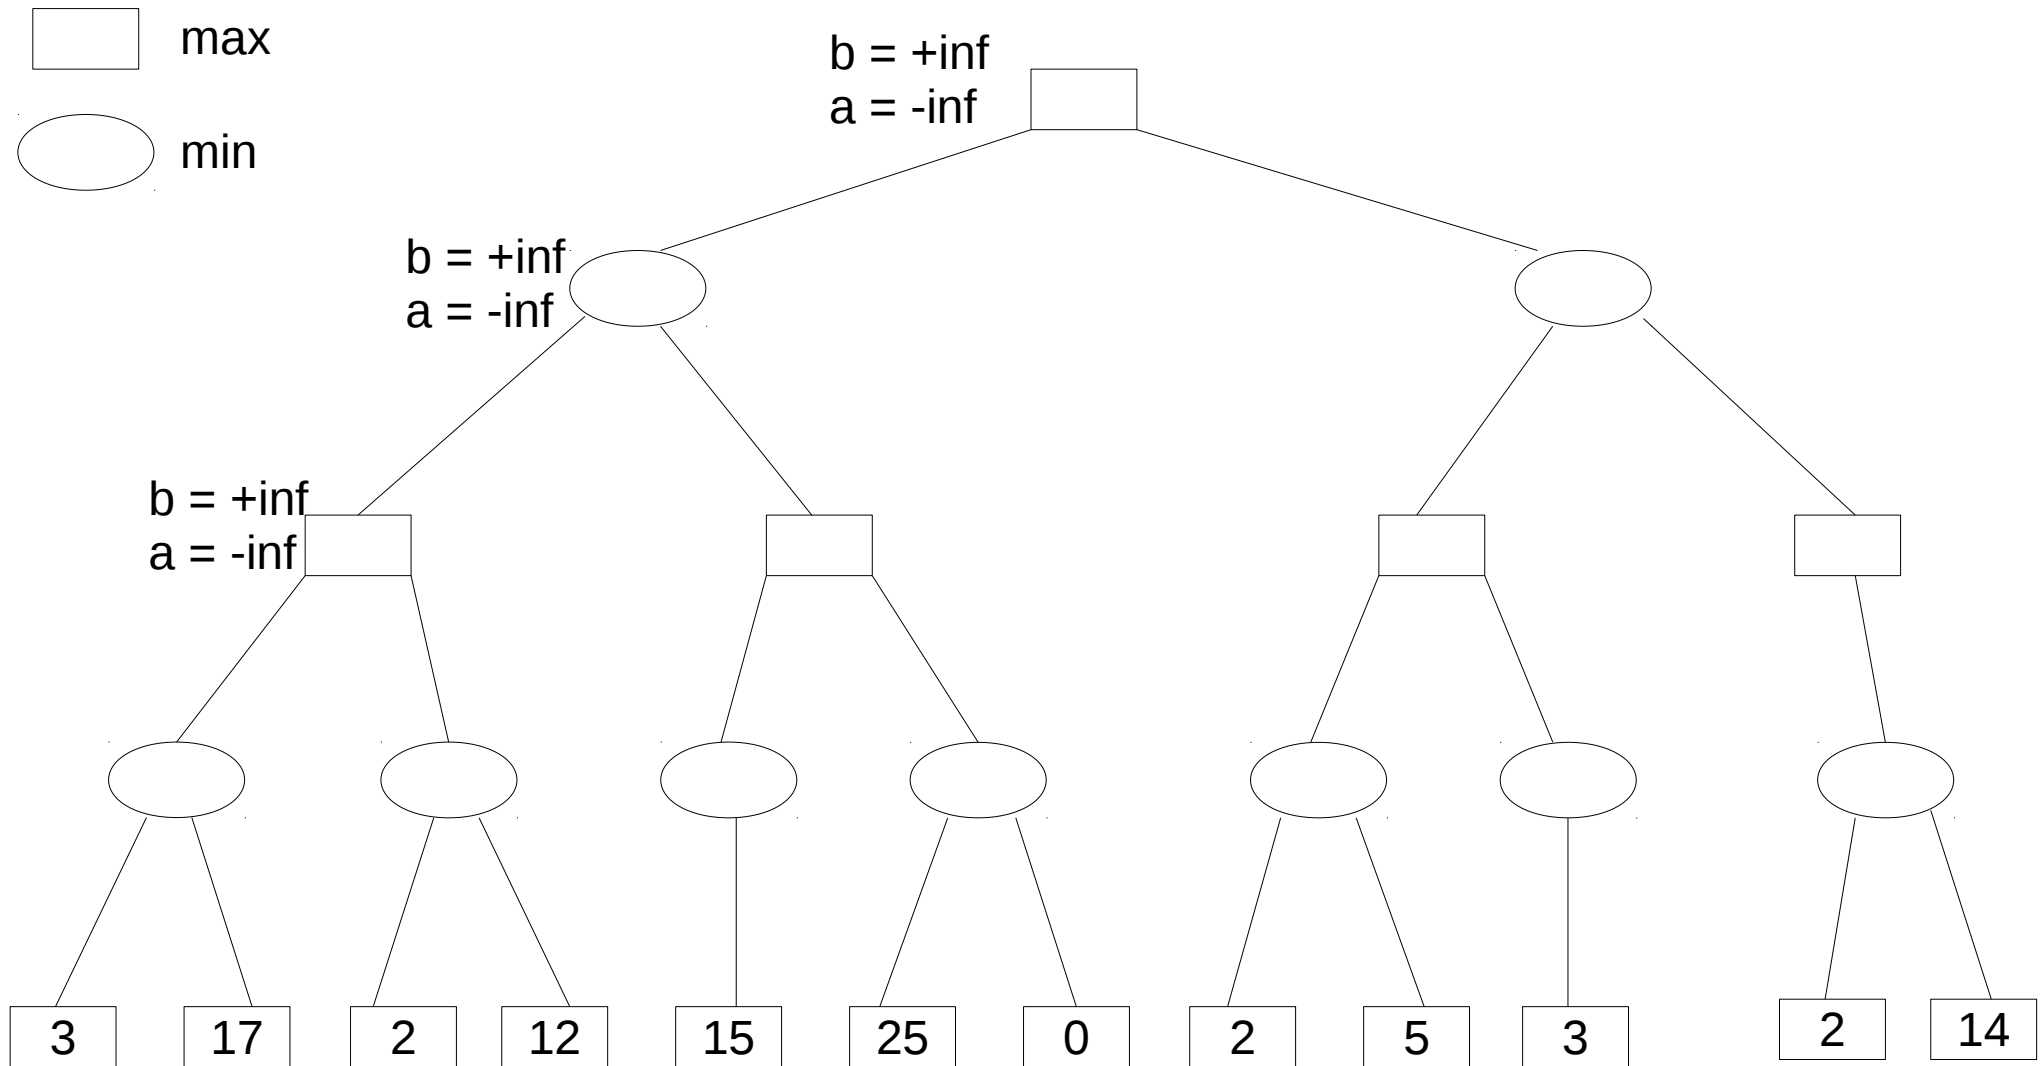 max
min
b = +inf
a = -inf
b = +inf
a = -inf
b = +inf
a = -inf
3 17 2 12 15 25 0 2 5 3 2 14